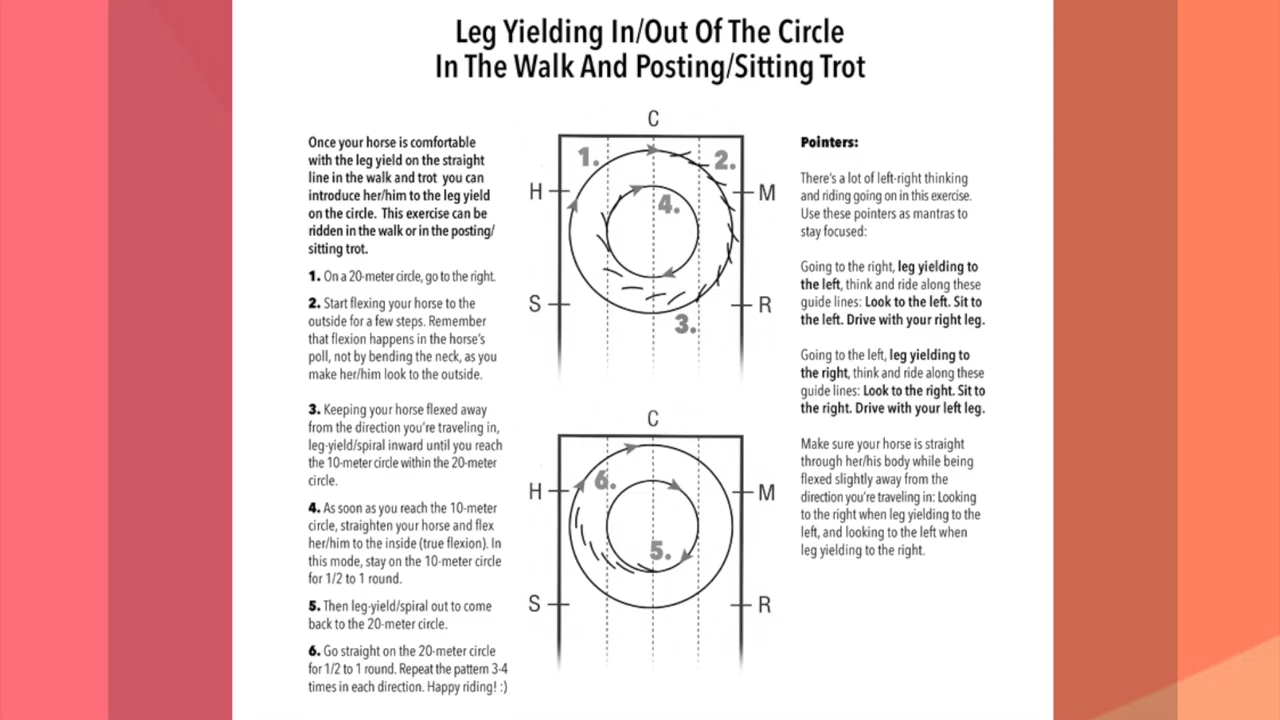 Leg Yielding In/Out Of The Circle
In The Walk And Posting/Sitting Trot
Once your horse is comfortable
with the leg yield on the straight
line in the walk and trot you can
introduce her/him to the leg yield
on the circle. This exercise can be
ridden in the walk or in the posting/
sitting trot.
1. On a 20-meter circle, go to the right.
2. Start flexing your horse to the
outside for a few steps. Remember
that flexion happens in the horse's
poll, not by bending the neck, as you
make her/him look to the outside.
3. Keeping your horse flexed away
from the direction you're traveling in,
leg-yield/spiral inward until you reach
the 10-meter circle within the 20-meter
circle.
4. As soon as you reach the 10-meter
circle, straighten your horse and flex
her/him to the inside (true flexion). In
this mode, stay on the 10-meter circle
for 1/2 to 1 round.
5. Then leg-yield/spiral out to come
back to the 20-meter circle.
6. Go straight on the 20-meter circle
for 1/2 to 1 round. Repeat the pattern 3-4
times in each direction. Happy riding! :)
C
1.
2.
H
M
4.
S
R
3.
C
H
6.
M
5.
S
R
Pointers:
There's a lot of left-right thinking
and riding going on in this exercise.
Use these pointers as mantras to
stay focused:
Going to the right, leg yielding to
the left, think and ride along these
guide lines: Look to the left. Sit to
the left. Drive with your right leg.
Going to the left, leg yielding to
the right, think and ride along these
guide lines: Look to the right. Sit to
the right. Drive with your left leg.
Make sure your horse is straight
through her/his body while being
flexed slightly away from the
direction you're traveling in: Looking
to the right when leg yielding to the
left, and looking to the left when
leg yielding to the right.